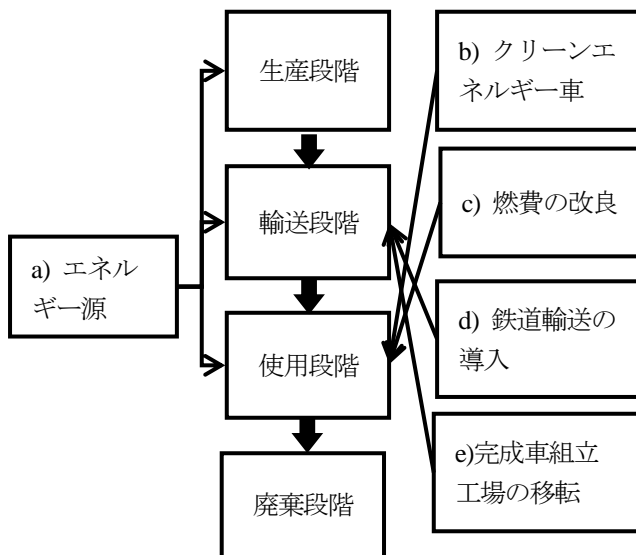 生産段階
輸送段階
使用段階
廃棄段階
a) エネル
ギー源
b) クリーンエ
ネルギー車
c) 燃費の改良
d) 鉄道輸送の
導入
e)完成車組立
工場の移転